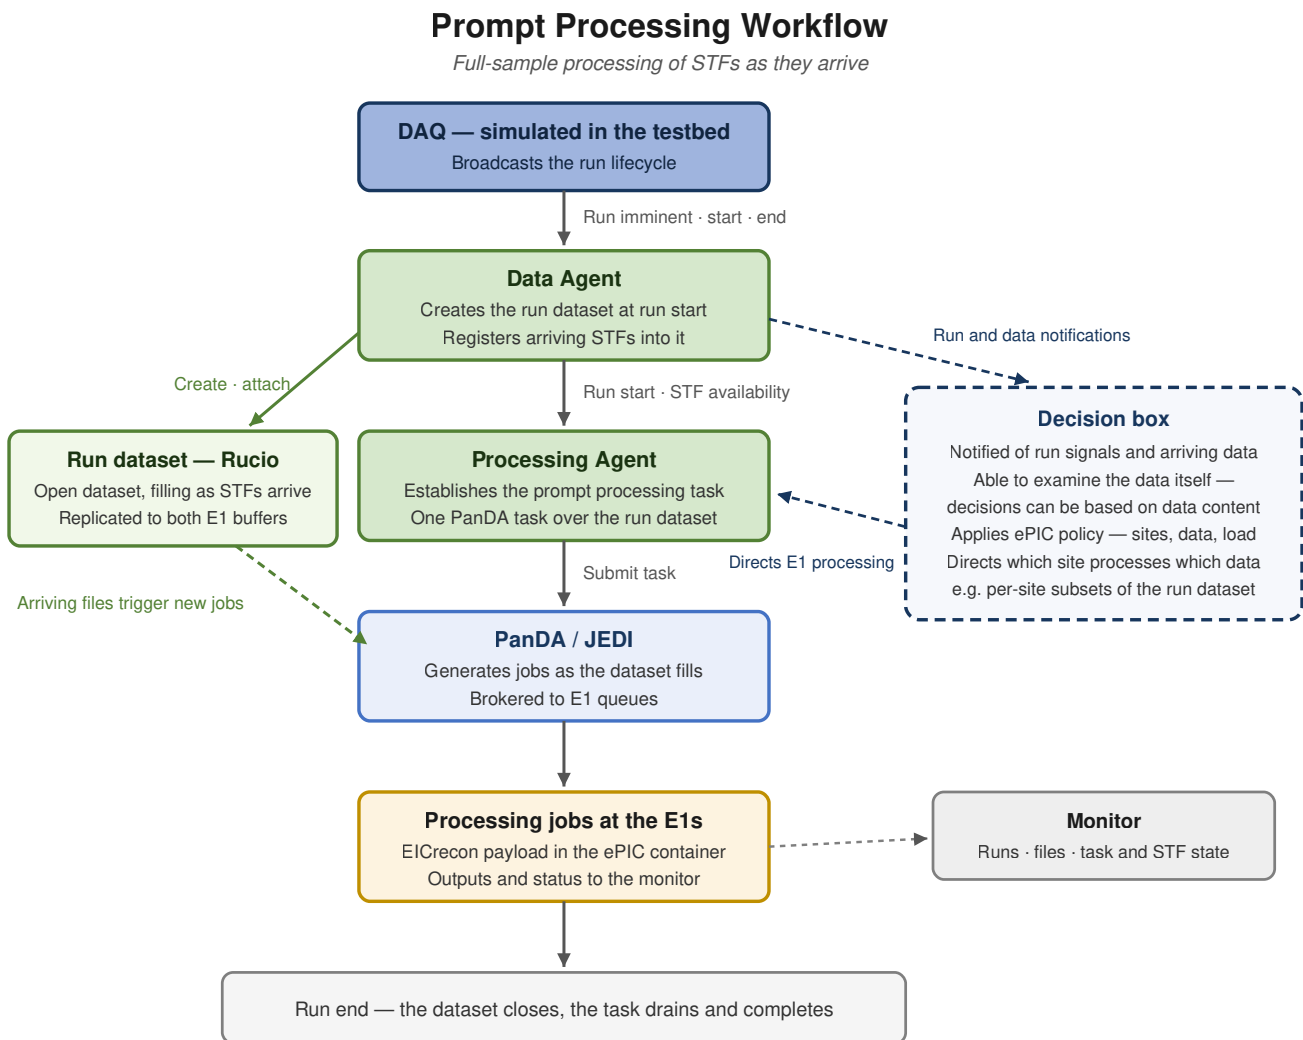 Prompt Processing Workflow
Full-sample processing of STFs as they arrive
DAQ — simulated in the testbed
Broadcasts the run lifecycle
Run imminent · start · end
Data Agent
Creates the run dataset at run start
Registers arriving STFs into it
Run and data notifications
Create · attach
Run start · STF availability
Run dataset — Rucio
Open dataset, filling as STFs arrive
Replicated to both E1 buffers
Processing Agent
Establishes the prompt processing task
One PanDA task over the run dataset
Decision box
Notified of run signals and arriving data
Able to examine the data itself —
decisions can be based on data content
Applies ePIC policy — sites, data, load
Directs which site processes which data
e.g. per-site subsets of the run dataset
Directs E1 processing
Submit task
Arriving files trigger new jobs
PanDA / JEDI
Generates jobs as the dataset fills
Brokered to E1 queues
Processing jobs at the E1s
EICrecon payload in the ePIC container
Outputs and status to the monitor
Monitor
Runs · files · task and STF state
Run end — the dataset closes, the task drains and completes